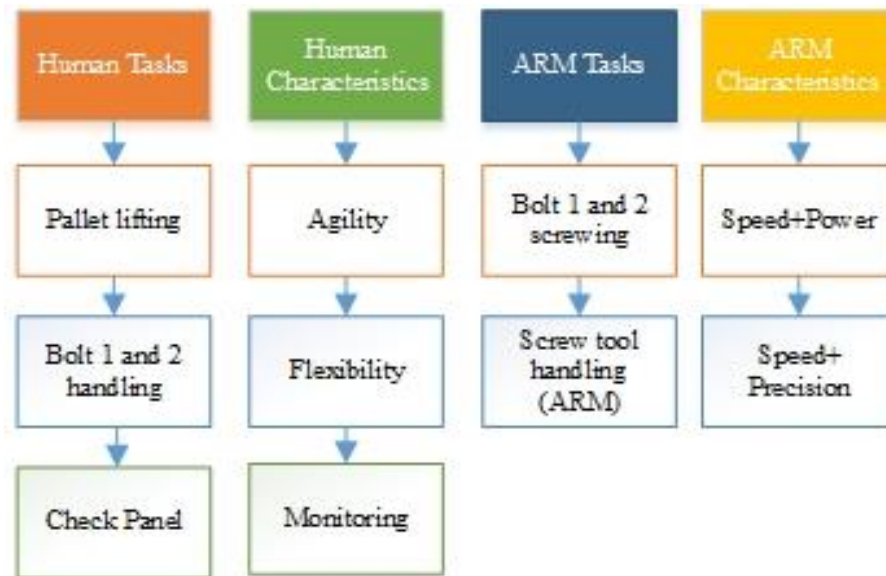 Human Tasks
Human
Characteristics
ARM Tasks
ARM
Characteristics
Pallet lifting
Agility
Bolt 1 and 2
screwing
Speed+Power
Bolt 1 and 2
handling
Flexibility
Screw tool
handling
(ARM)
Speed+
Precision
Check Panel
Monitoring